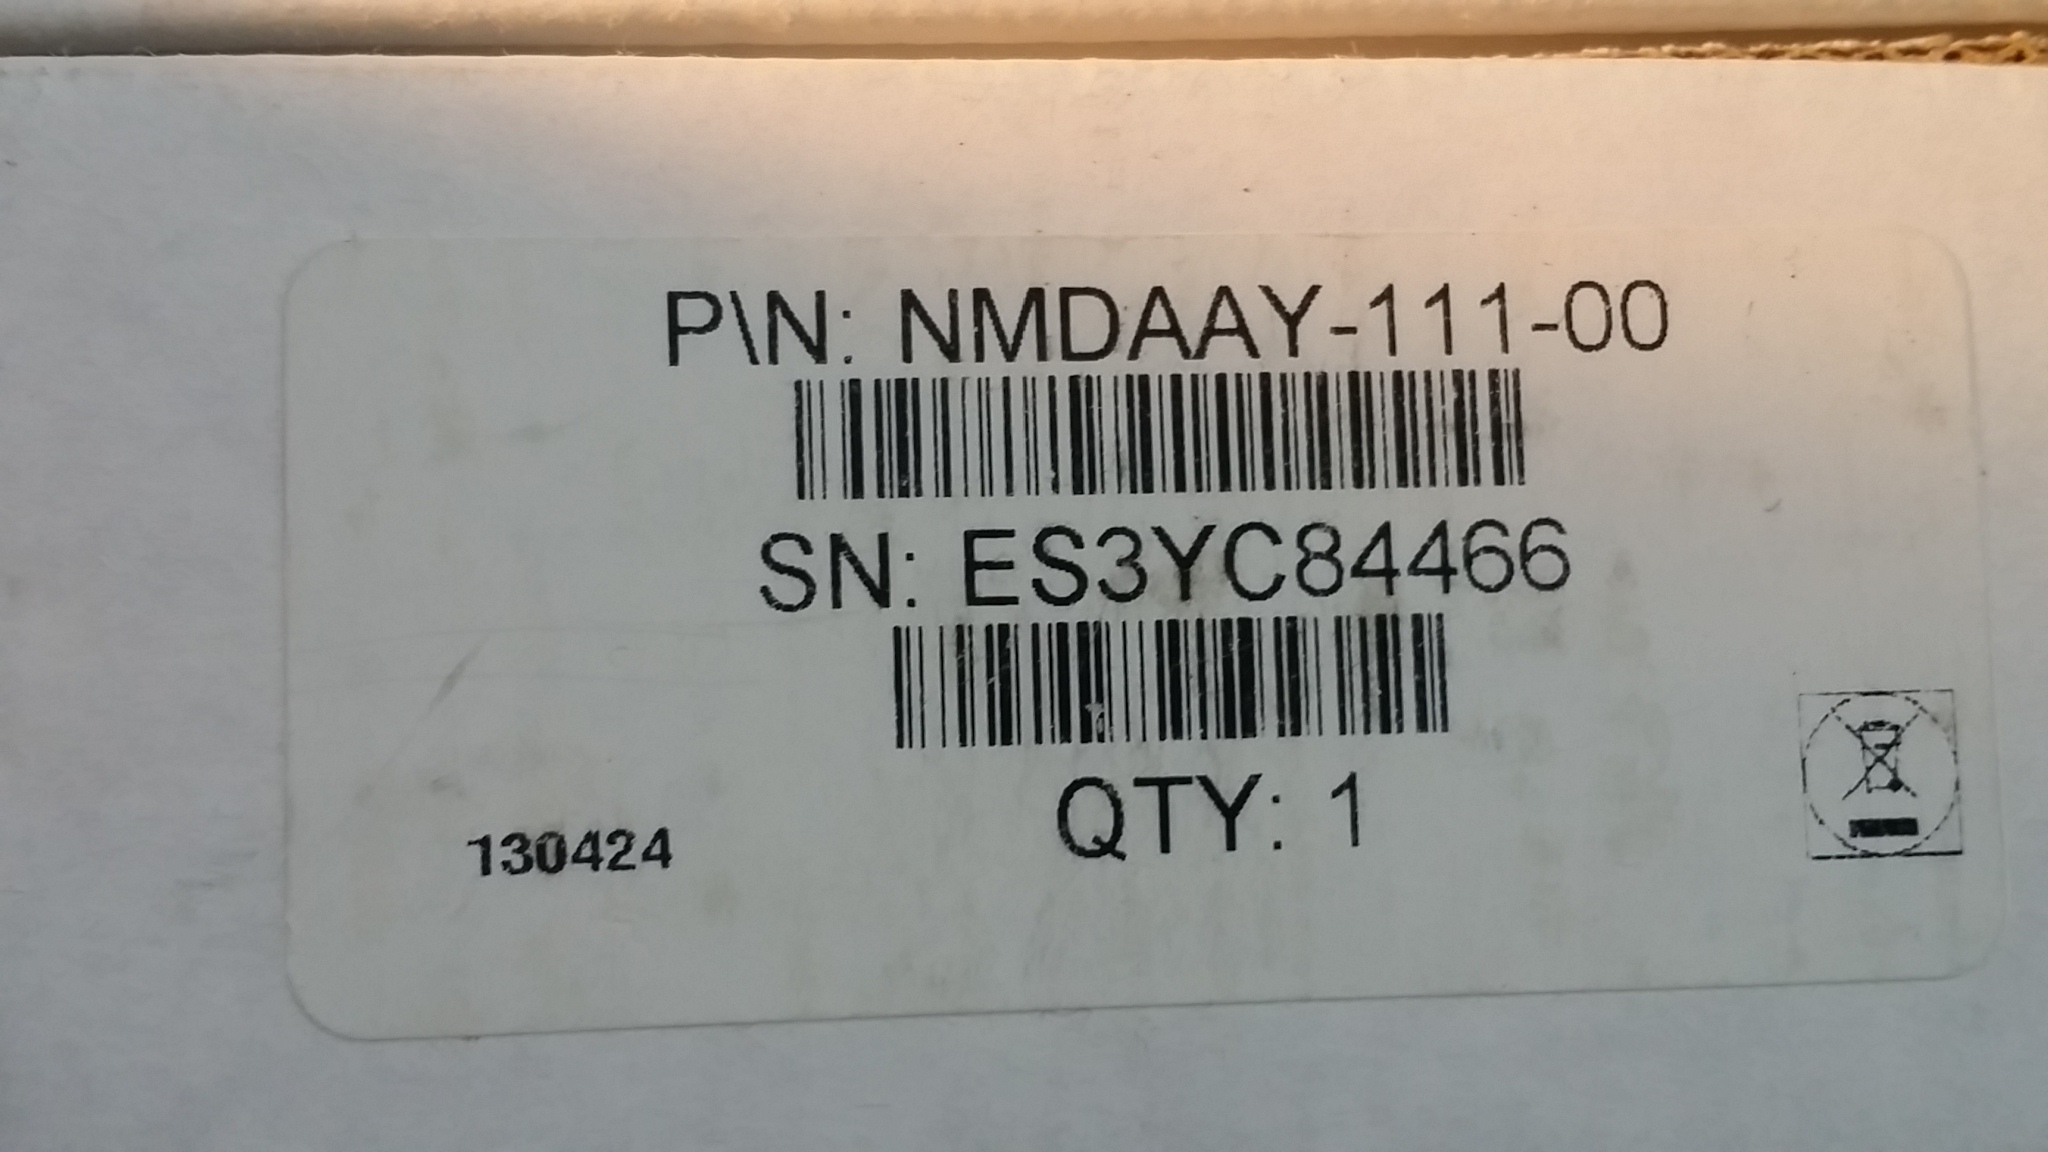 P\N: NMDAAY-111-00
SN: ES3YC84466
QTY: 1
130424